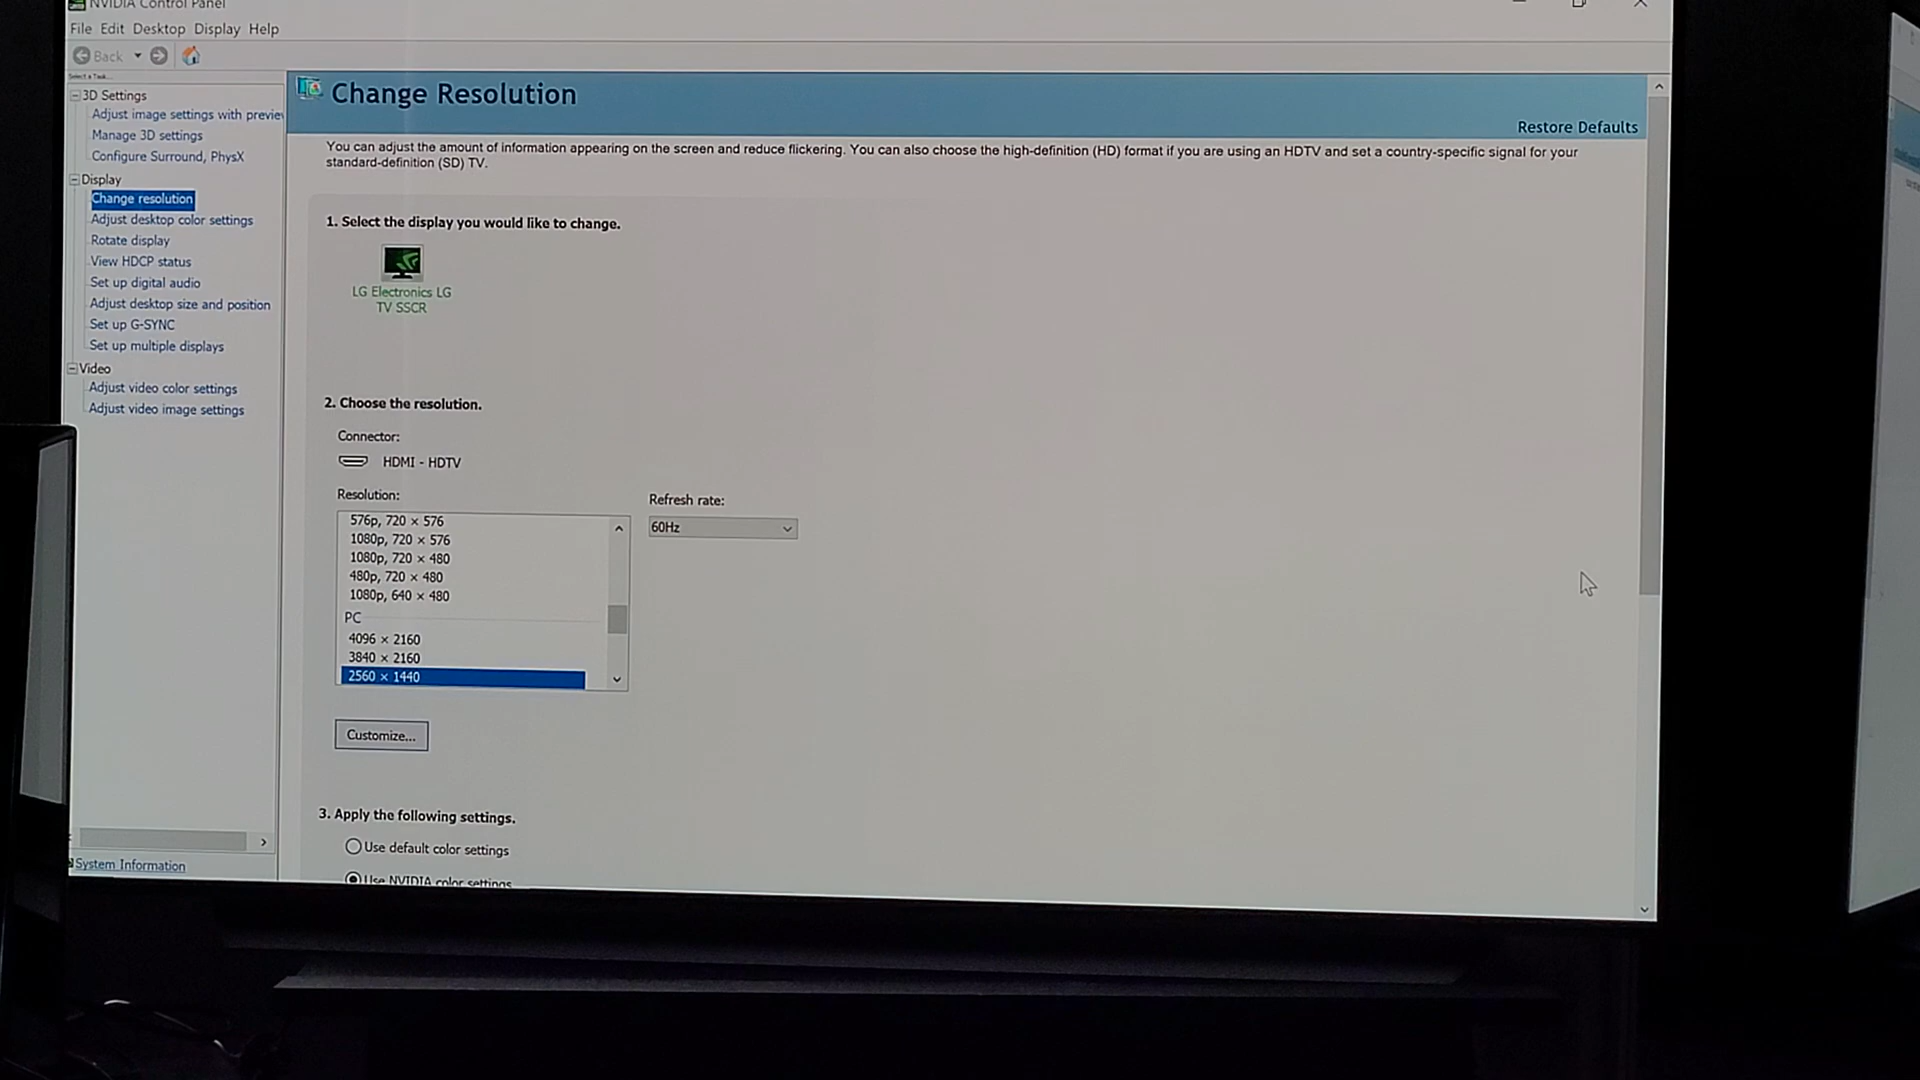 NVIDIA Control Panel
File Edit Desktop Display Help
Back
Select a Task...
3D Settings
Adjust image settings with preview
Manage 3D settings
Configure Surround, PhysX
Display
Change resolution
Adjust desktop color settings
Rotate display
View HDCP status
Set up digital audio
Adjust desktop size and position
Set up G-SYNC
Set up multiple displays
Video
Adjust video color settings
Adjust video image settings
System Information
Change Resolution
Restore Defaults
You can adjust the amount of information appearing on the screen and reduce flickering. You can also choose the high-definition (HD) format if you are using an HDTV and set a country-specific signal for your
standard-definition (SD) TV.
1. Select the display you would like to change.
LG Electronics LG
TV SSCR
2. Choose the resolution.
Connector:
HDMI - HDTV
Resolution:
Refresh rate:
60Hz
576p, 720 × 576
1080p, 720 × 576
1080p, 720 × 480
480p, 720 × 480
1080p, 640 × 480
PC
4096 × 2160
3840 × 2160
2560 × 1440
Customize...
3. Apply the following settings.
Use default color settings
Use NVIDIA color settings